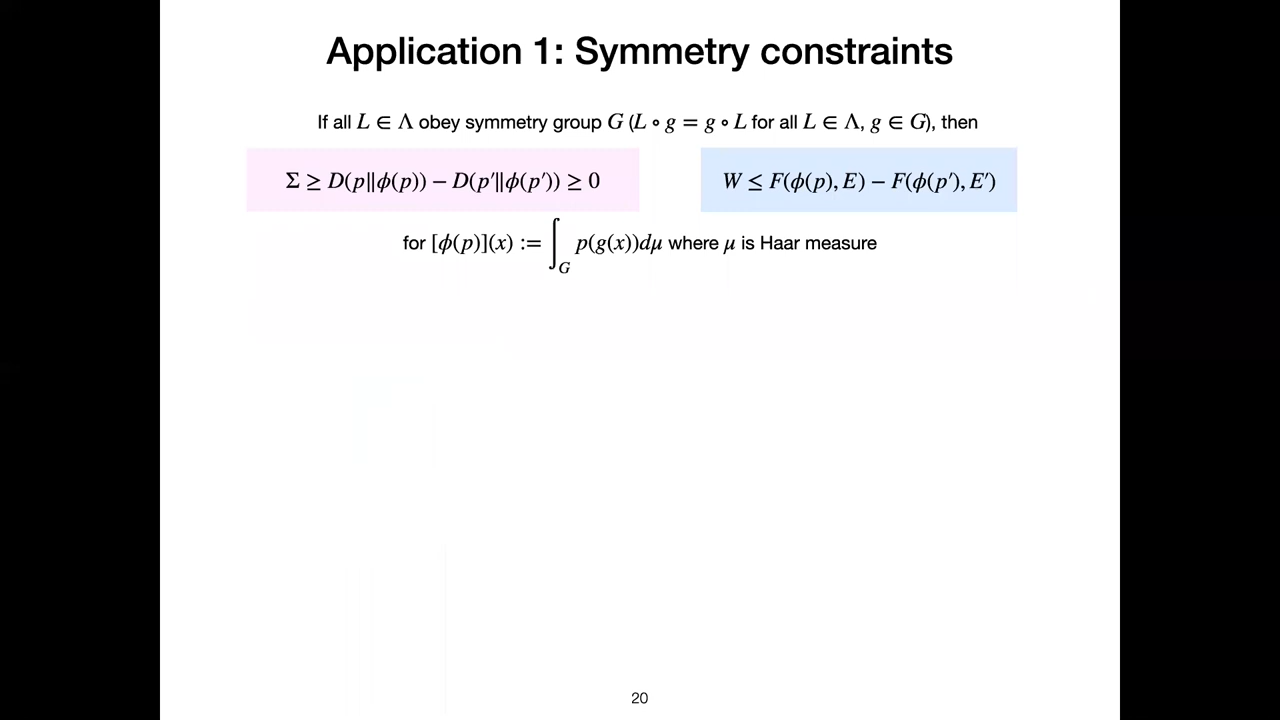 Application 1: Symmetry constraints
If all L ∈ Λ obey symmetry group G (L ∘ g = g ∘ L for all L ∈ Λ, g ∈ G), then
Σ ≥ D(p∥ϕ(p)) − D(p′∥ϕ(p′)) ≥ 0
W ≤ F(ϕ(p), E) − F(ϕ(p′), E′)
for [ϕ(p)](x) := ∫_G p(g(x))dμ where μ is Haar measure
20